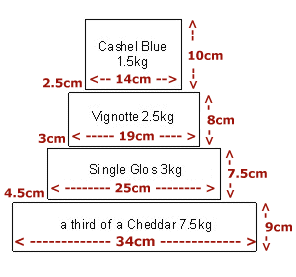 Cashel Blue
1.5kg
10cm
2.5cm
<-- 14cm -->
Vignotte 2.5kg
8cm
3cm
<- ----- 19cm ---- ->
Single Glos 3kg
7.5cm
4.5cm
<- -------- 25cm -------- ->
a third of a Cheddar 7.5kg
9cm
<- ------------ 34cm ------------ >